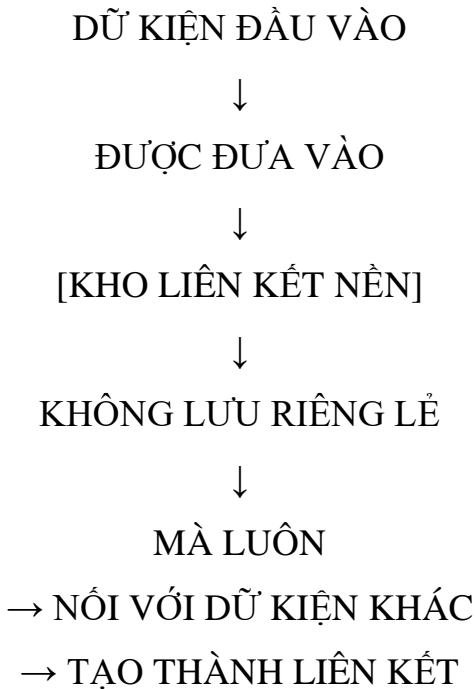 DỮ KIỆN ĐẦU VÀO
↓
ĐƯỢC ĐƯA VÀO
↓
[KHO LIÊN KẾT NỀN]
↓
KHÔNG LƯU RIÊNG LẺ
↓
MÀ LUÔN
→ NỐI VỚI DỮ KIỆN KHÁC
→ TẠO THÀNH LIÊN KẾT